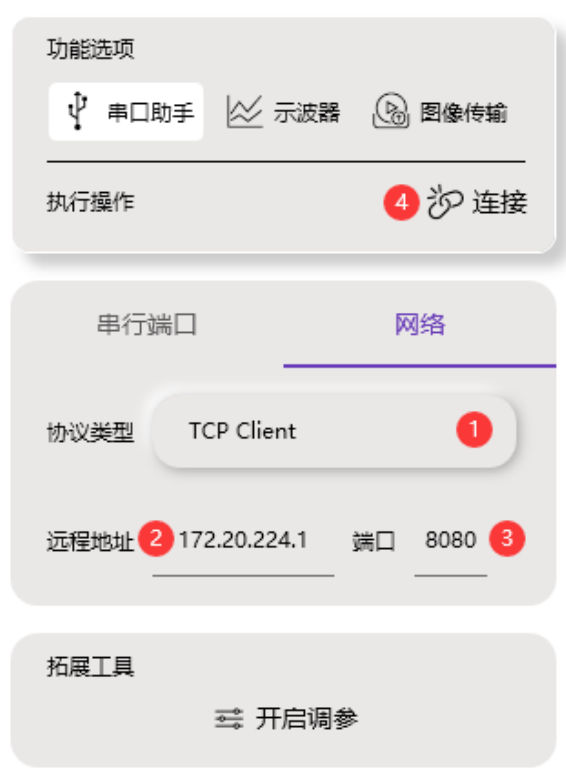 功能选项
串口助手 示波器 图像传输
执行操作 4 连接
串行端口 网络
协议类型 TCP Client 1
远程地址 2 172.20.224.1 端口 8080 3
拓展工具
开启调参